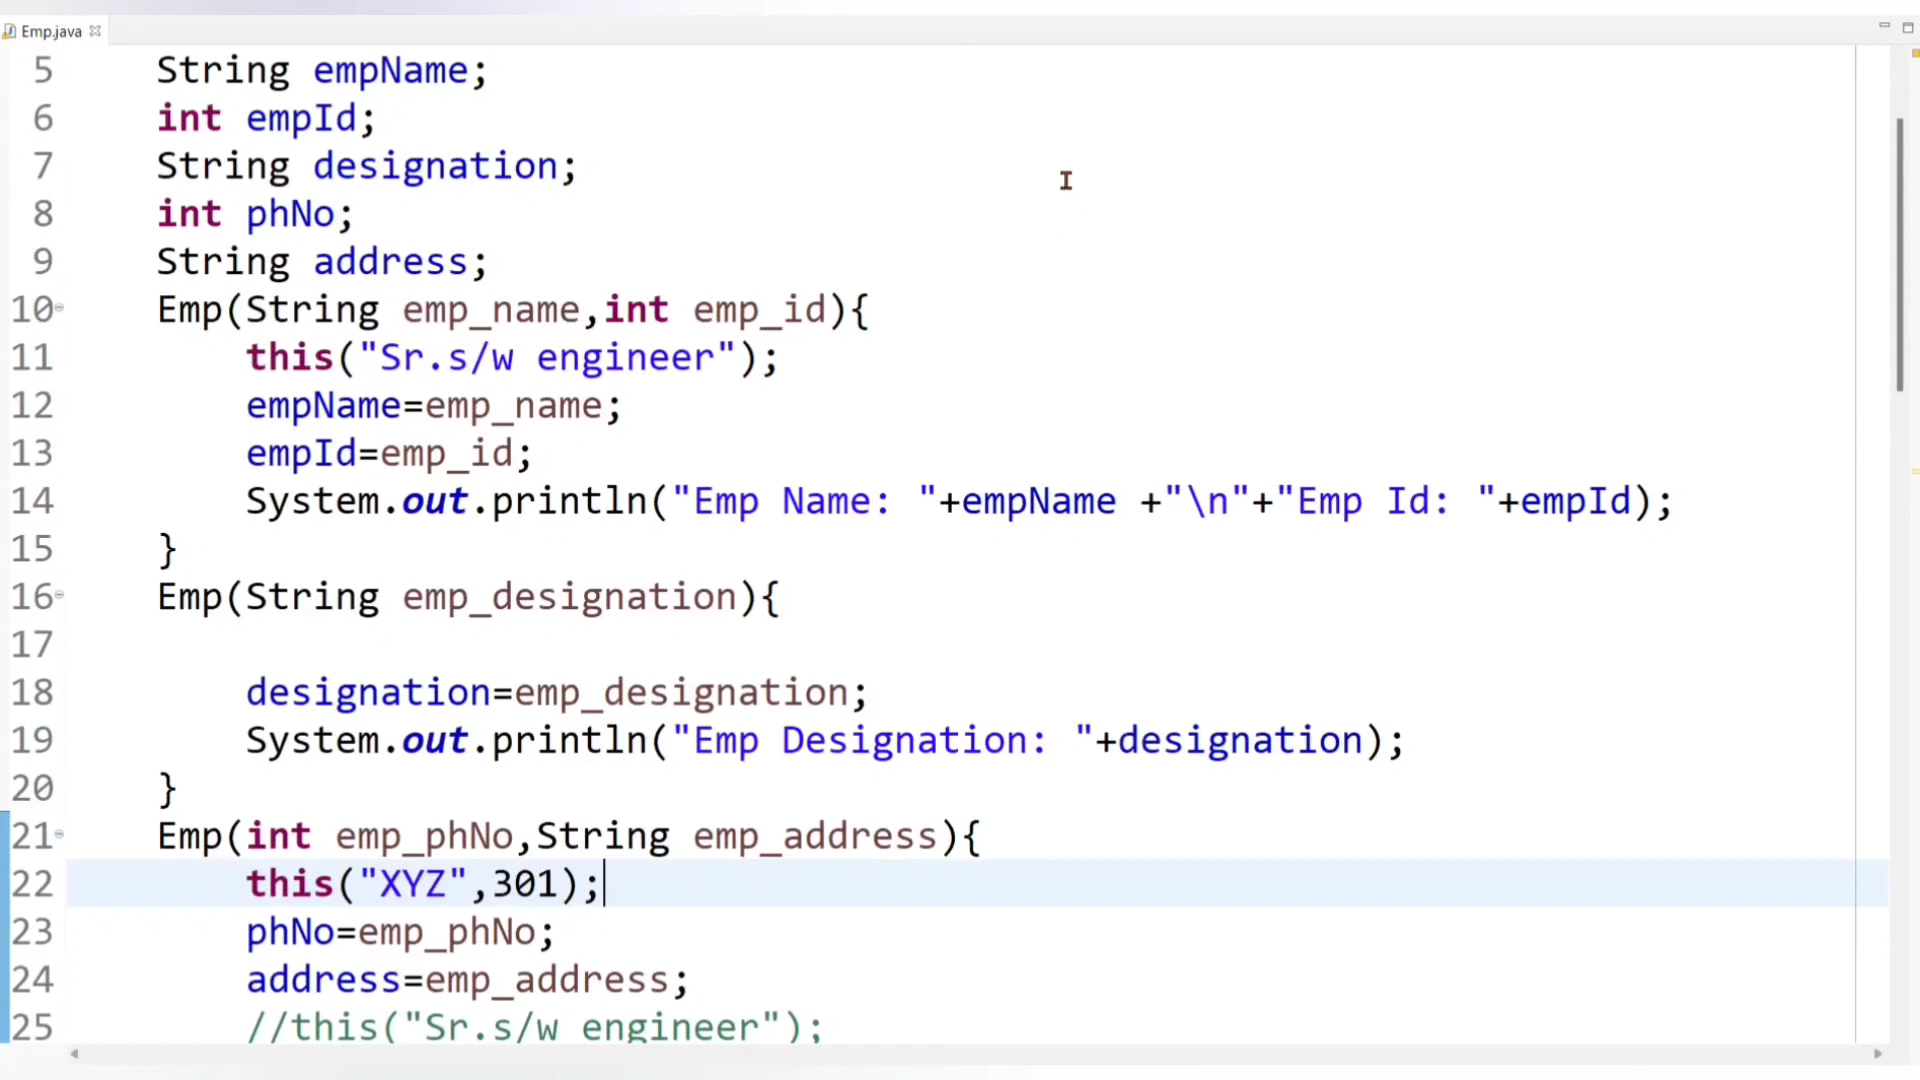 Emp.java
5 String empName;
6 int empId;
7 String designation;
8 int phNo;
9 String address;
10 Emp(String emp_name,int emp_id){
11 this("Sr.s/w engineer");
12 empName=emp_name;
13 empId=emp_id;
14 System.out.println("Emp Name: "+empName +"\n"+"Emp Id: "+empId);
15 }
16 Emp(String emp_designation){
17
18 designation=emp_designation;
19 System.out.println("Emp Designation: "+designation);
20 }
21 Emp(int emp_phNo,String emp_address){
22 this("XYZ",301);
23 phNo=emp_phNo;
24 address=emp_address;
25 //this("Sr.s/w engineer");